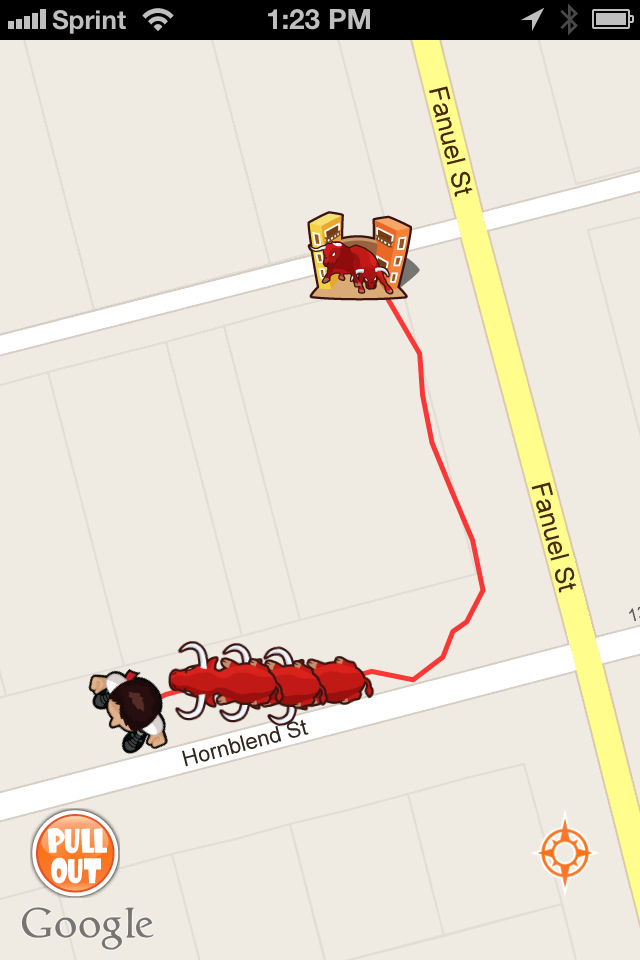 Sprint 1:23 PM
Fanuel St
Fanuel St
Hornblend St
PULL
OUT
Google